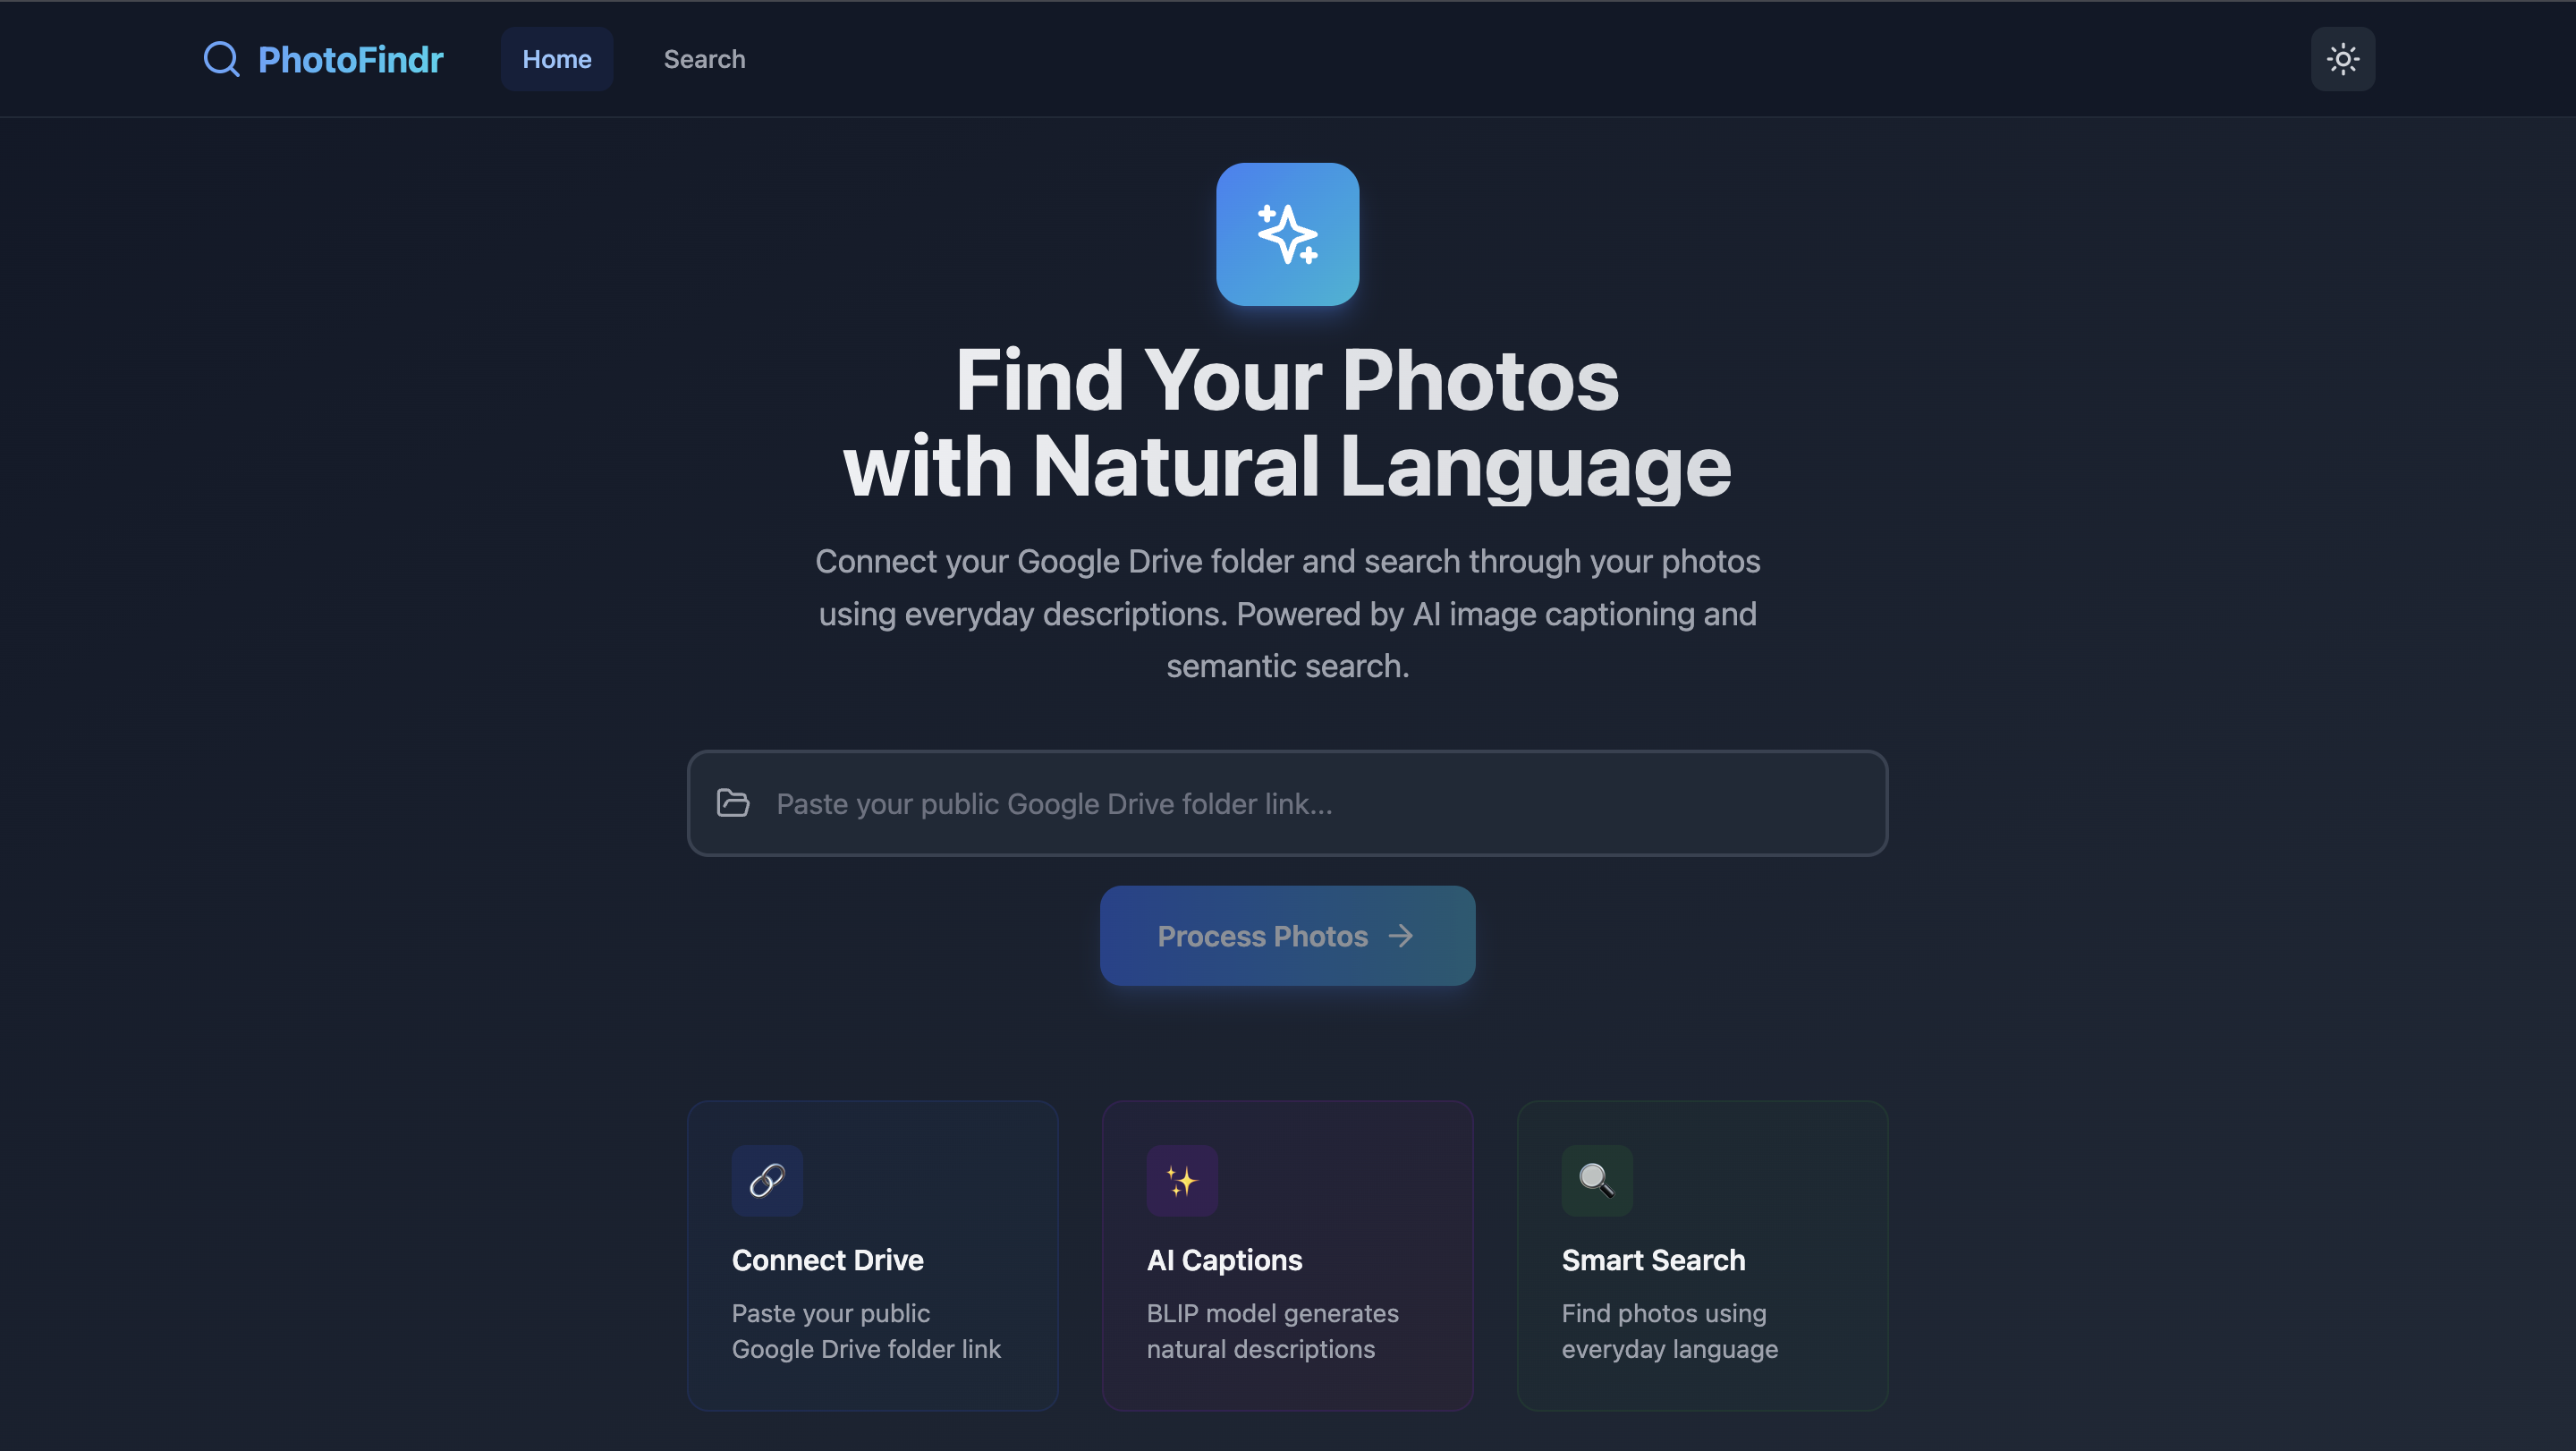 PhotoFindr
Home
Search
Find Your Photos
with Natural Language
Connect your Google Drive folder and search through your photos
using everyday descriptions. Powered by AI image captioning and
semantic search.
Paste your public Google Drive folder link...
Process Photos
Connect Drive
Paste your public
Google Drive folder link
AI Captions
BLIP model generates
natural descriptions
Smart Search
Find photos using
everyday language